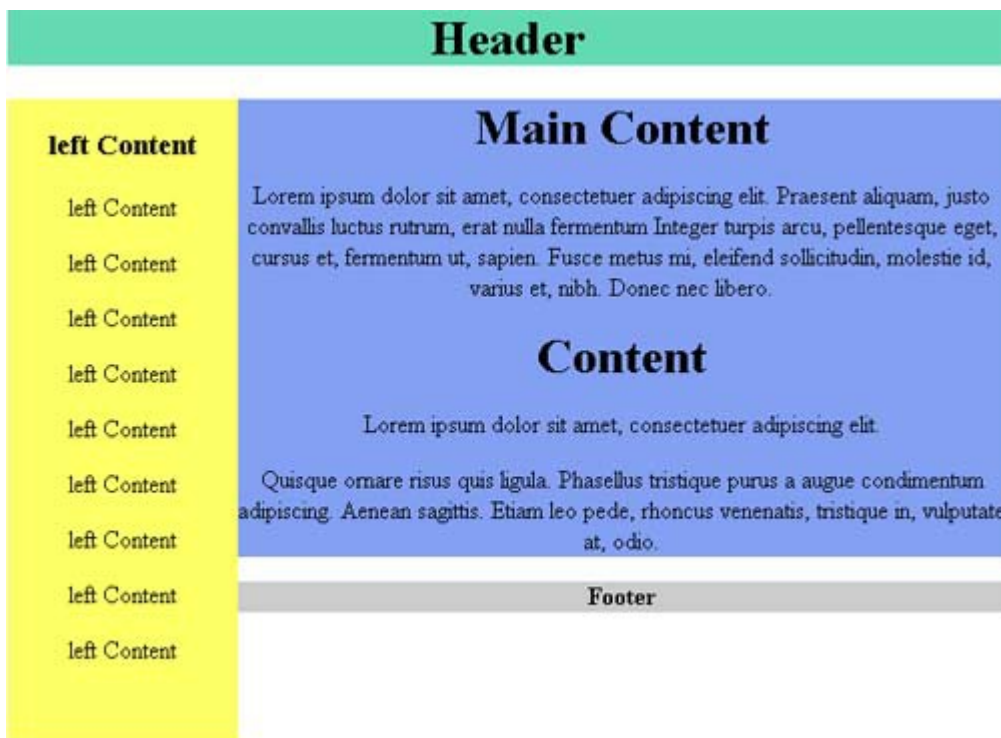 Header
left Content
left Content
left Content
left Content
left Content
left Content
left Content
left Content
left Content
left Content
Main Content
Lorem ipsum dolor sit amet, consectetuer adipiscing elit. Praesent aliquam, justo
convallis luctus rutrum, erat nulla fermentum Integer turpis arcu, pellentesque eget,
cursus et, fermentum ut, sapien. Fusce metus mi, eleifend sollicitudin, molestie id,
varius et, nibh. Donec nec libero.
Content
Lorem ipsum dolor sit amet, consectetuer adipiscing elit.
Quisque ornare risus quis ligula. Phasellus tristique purus a augue condimentum
adipiscing. Aenean sagittis. Etiam leo pede, rhoncus venenatis, tristique in, vulputate
at, odio.
Footer